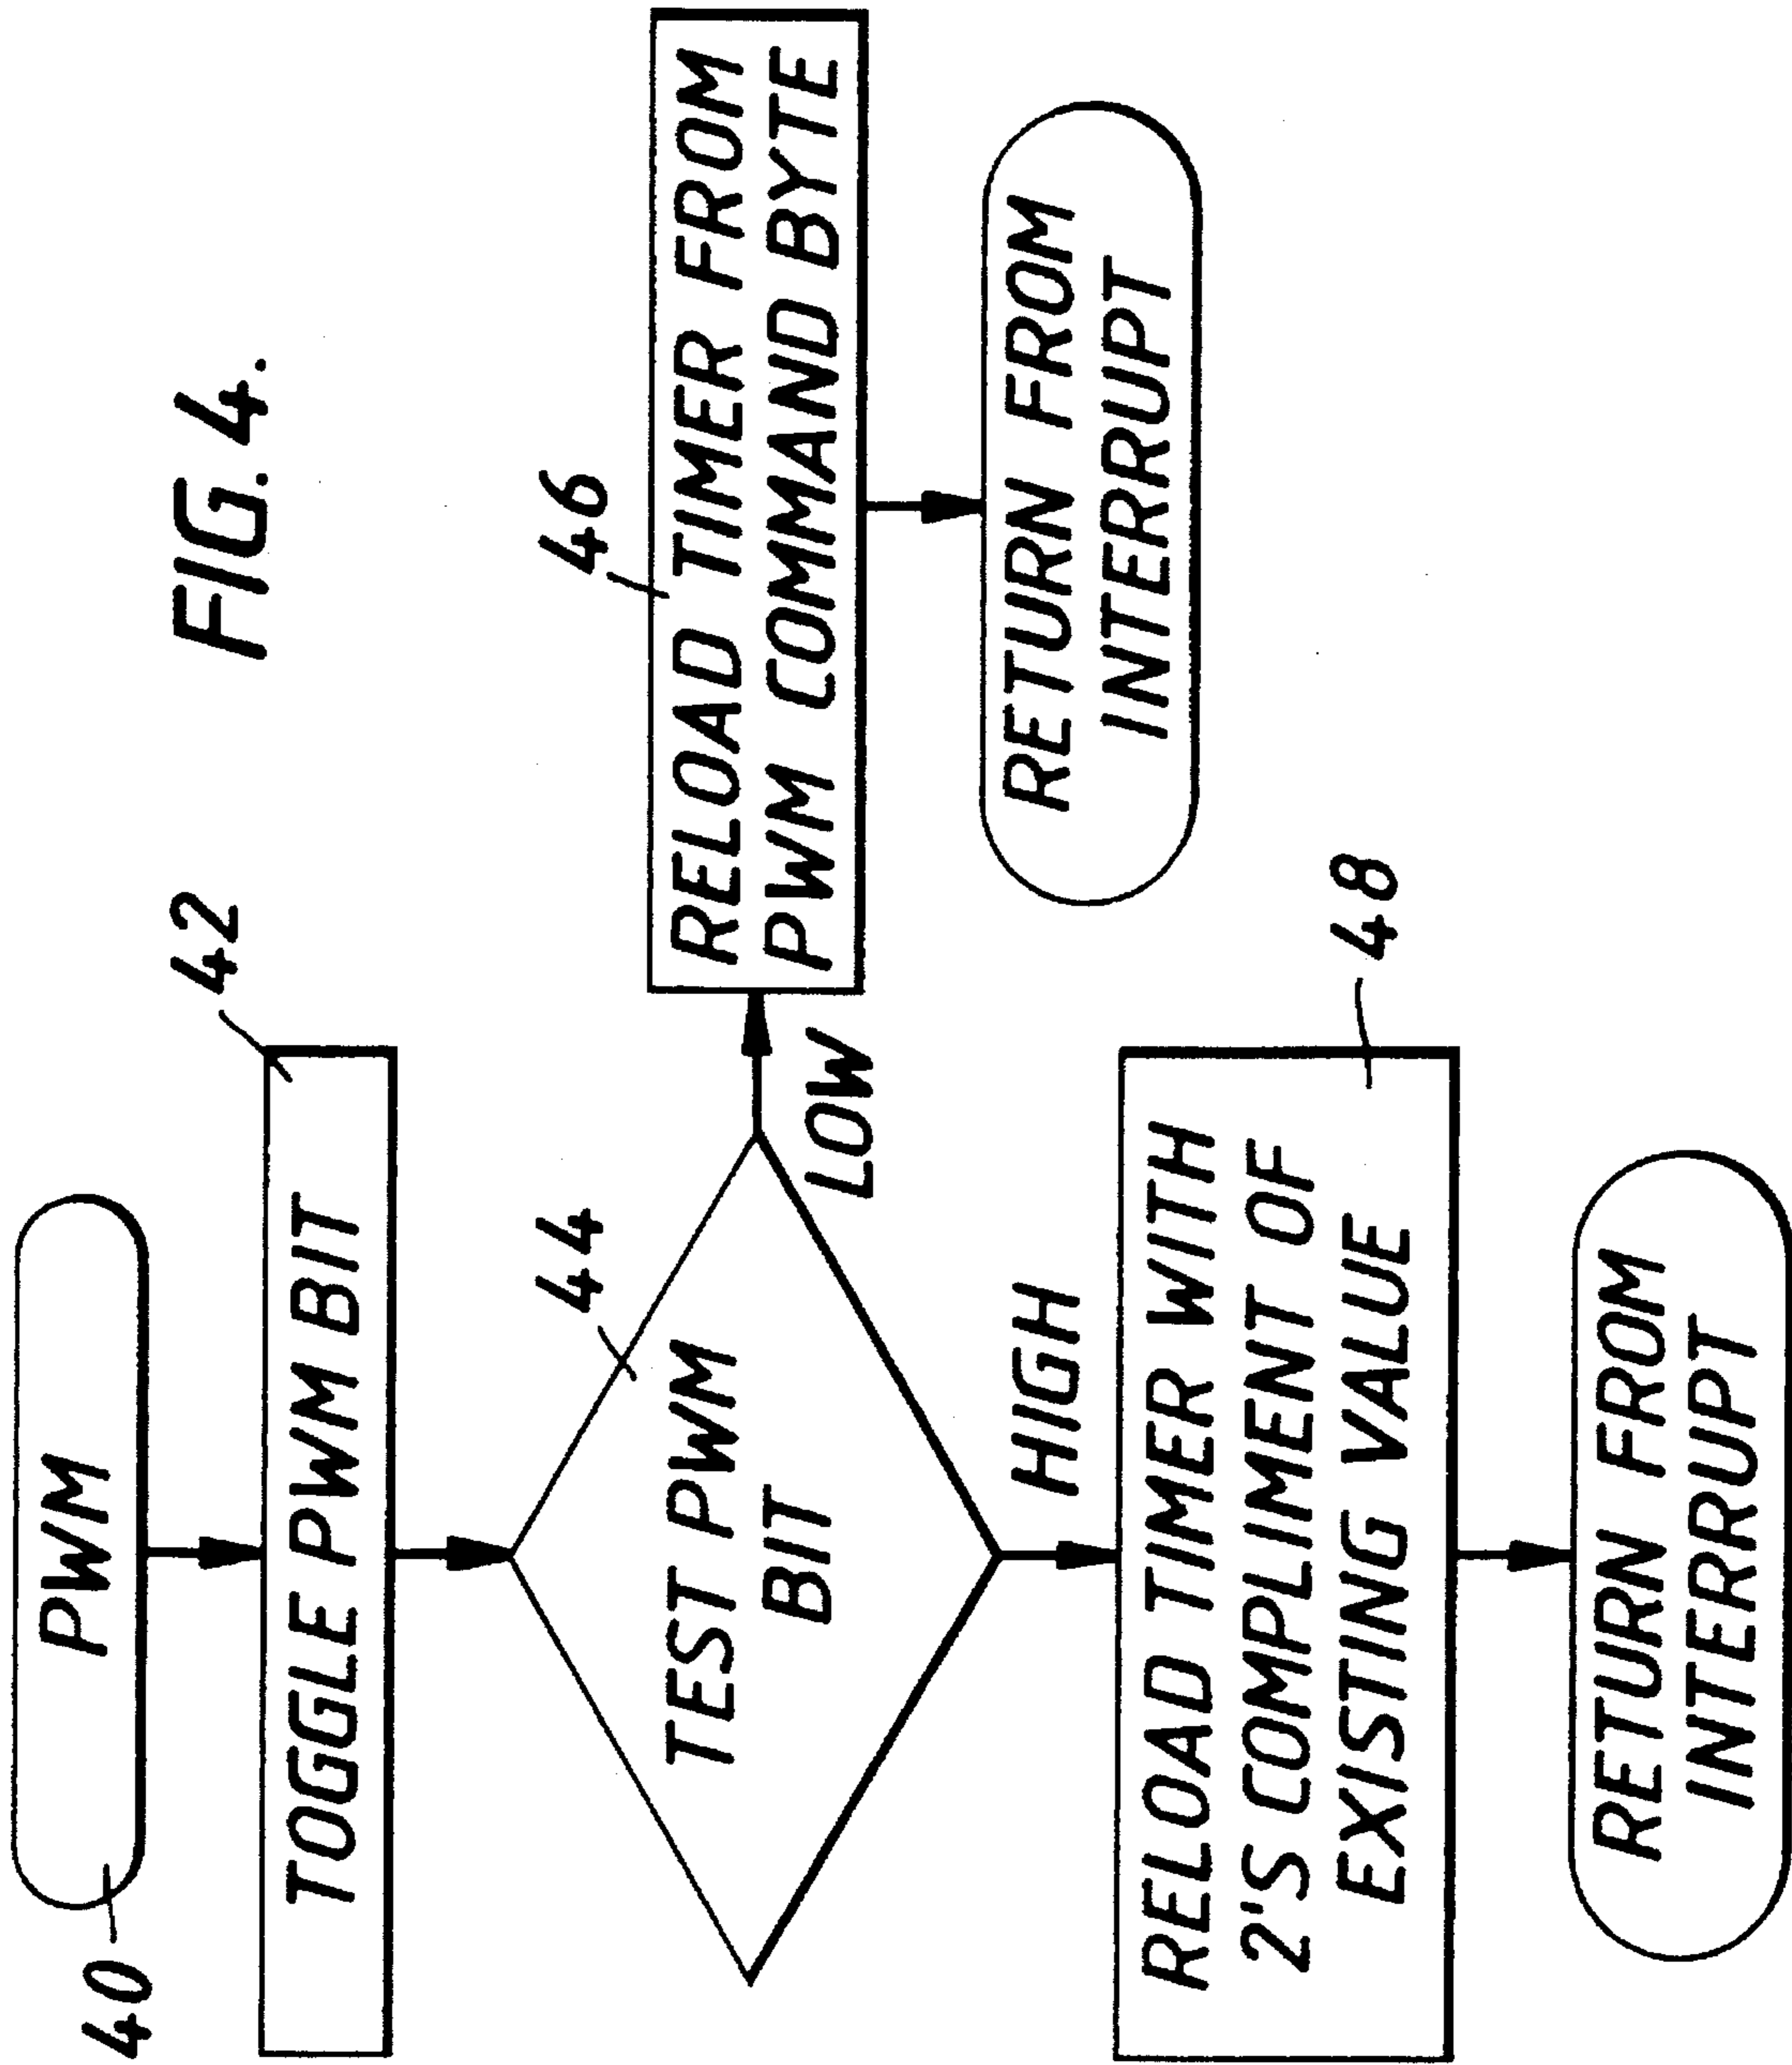 FIG. 4.
40
PWM
42
TOGGLE PWM BIT
44
TEST PWM
BIT
LOW
46
RELOAD TIMER FROM
PWM COMMAND BYTE
RETURN FROM
INTERRUPT
HIGH
48
RELOAD TIMER WITH
2'S COMPLIMENT OF
EXISTING VALUE
RETURN FROM
INTERRUPT